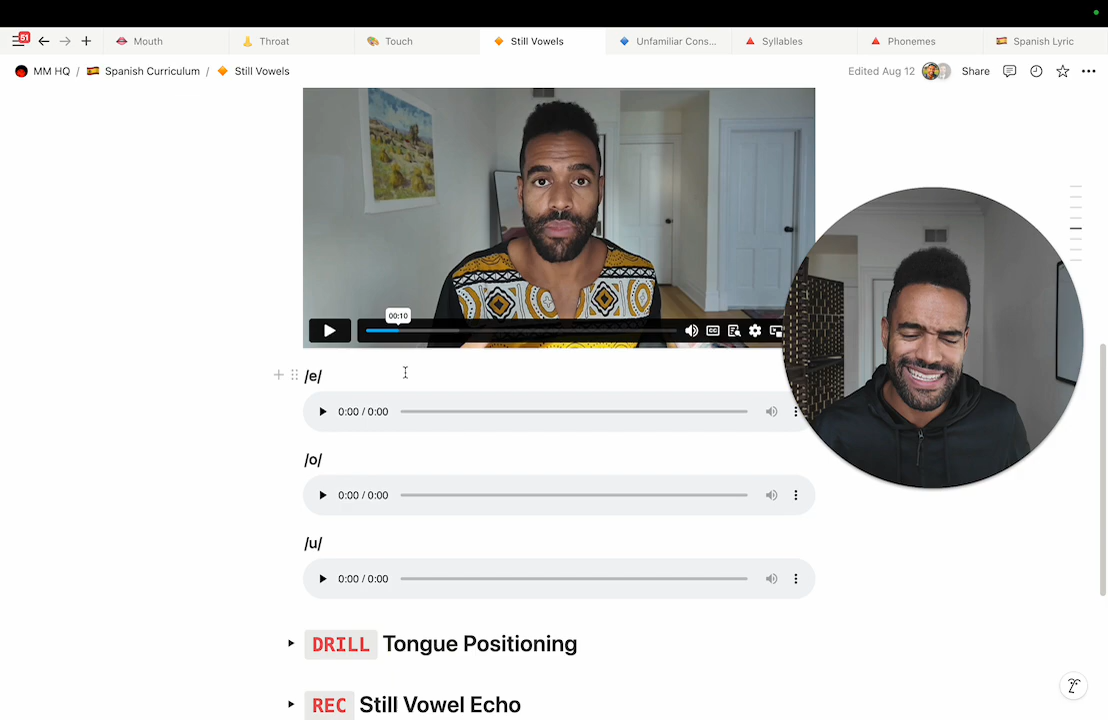 51
Mouth
Throat
Touch
Still Vowels
Unfamiliar Cons...
Syllables
Phonemes
Spanish Lyric
MM HQ / Spanish Curriculum / Still Vowels
Edited Aug 12
Share
00:10
CC
/e/
0:00 / 0:00
/o/
0:00 / 0:00
/u/
0:00 / 0:00
DRILL Tongue Positioning
REC Still Vowel Echo